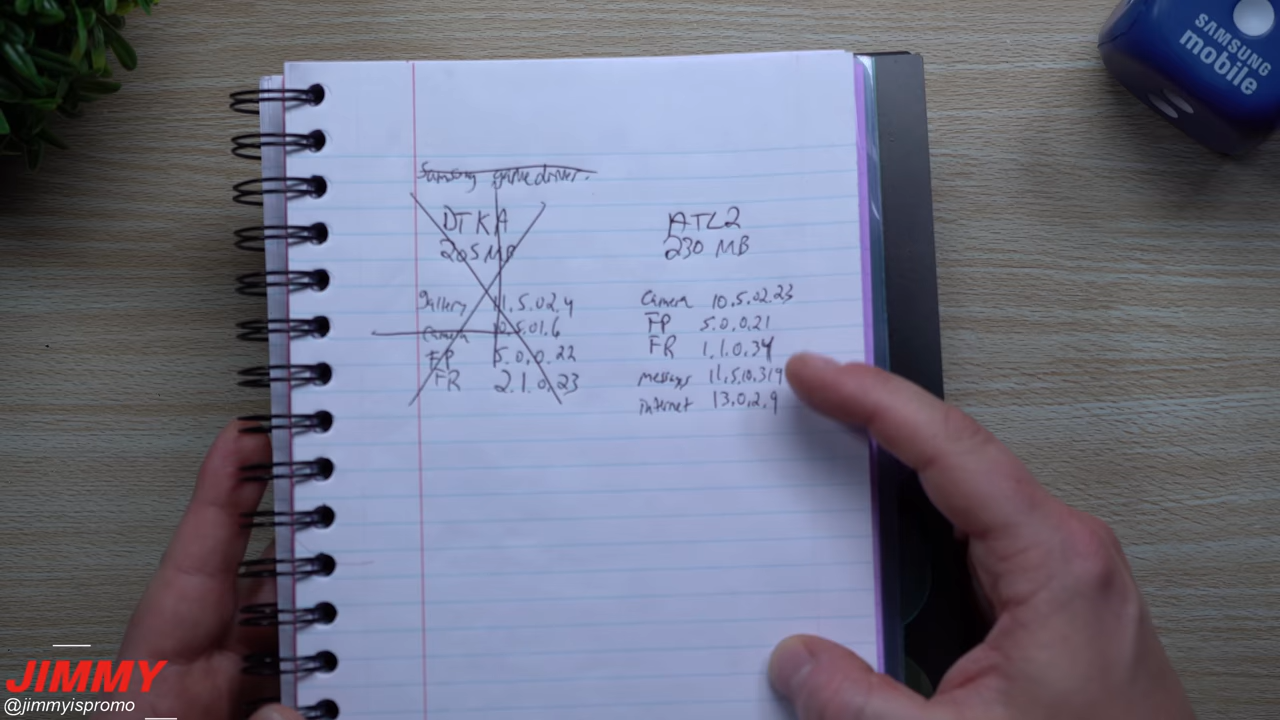 Samsung game driver.
DTKA
205 MB
gallery 11.5.02.4
Camera 10.5.01.6
FP 5.0.0.22
FR 2.1.0.23
ATL2
230 MB
Camera 10.5.02.23
FP 5.0.0.21
FR 1.1.0.34
messages 11.5.10.319
internet 13.0.2.9
SAMSUNG
mobile
JIMMY
@jimmyispromo